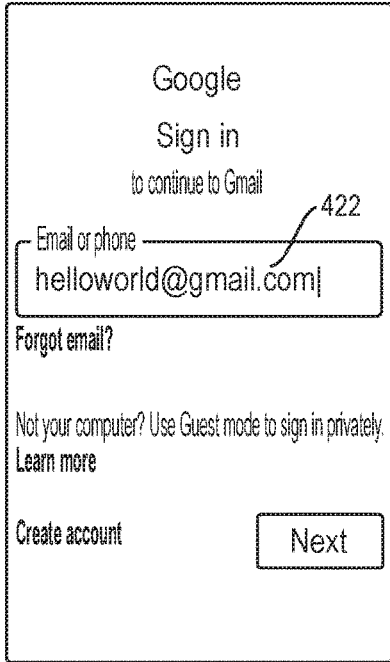 Google
Sign in
to continue to Gmail
422
Email or phone
helloworld@gmail.com
Forgot email?
Not your computer? Use Guest mode to sign in privately.
Learn more
Create account
Next